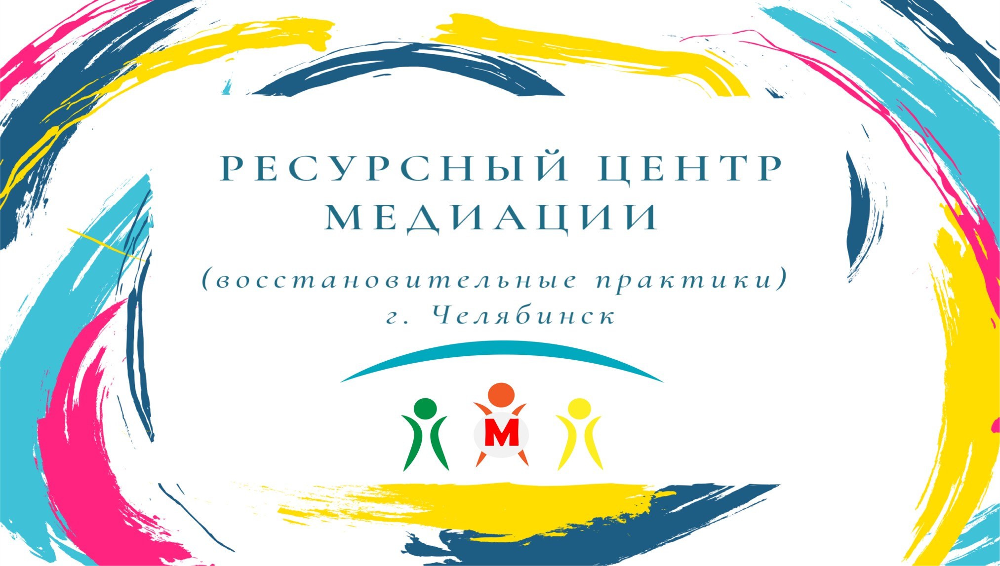 РЕСУРСНЫЙ ЦЕНТР
МЕДИАЦИИ
(восстановительные практики)
г. Челябинск
М